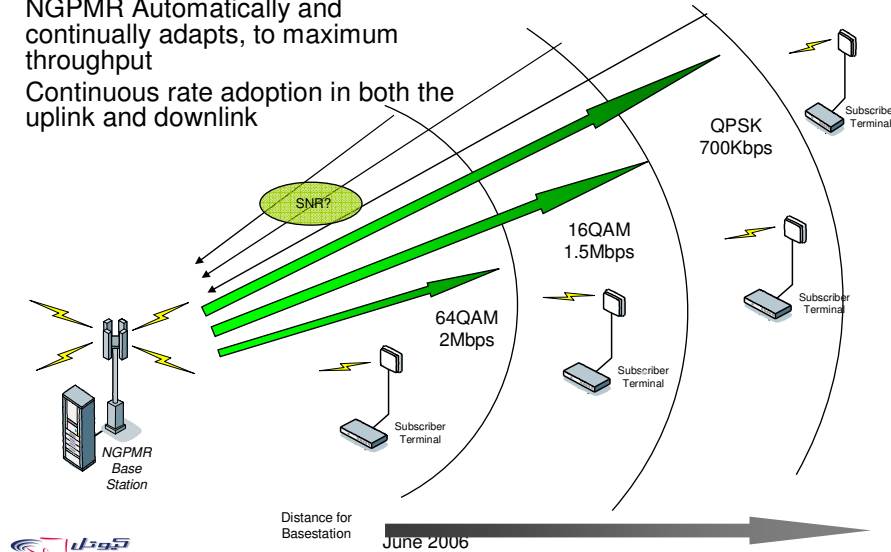 NGPMR Automatically and
continually adapts, to maximum
throughput
Continuous rate adoption in both the
uplink and downlink
SNR?
QPSK
700Kbps
16QAM
1.5Mbps
64QAM
2Mbps
Subscribe
Terminal
Subscriber
Terminal
Subscriber
Terminal
Subscriber
Terminal
NGPMR
Base
Station
Distance for
Basestation
June 2006